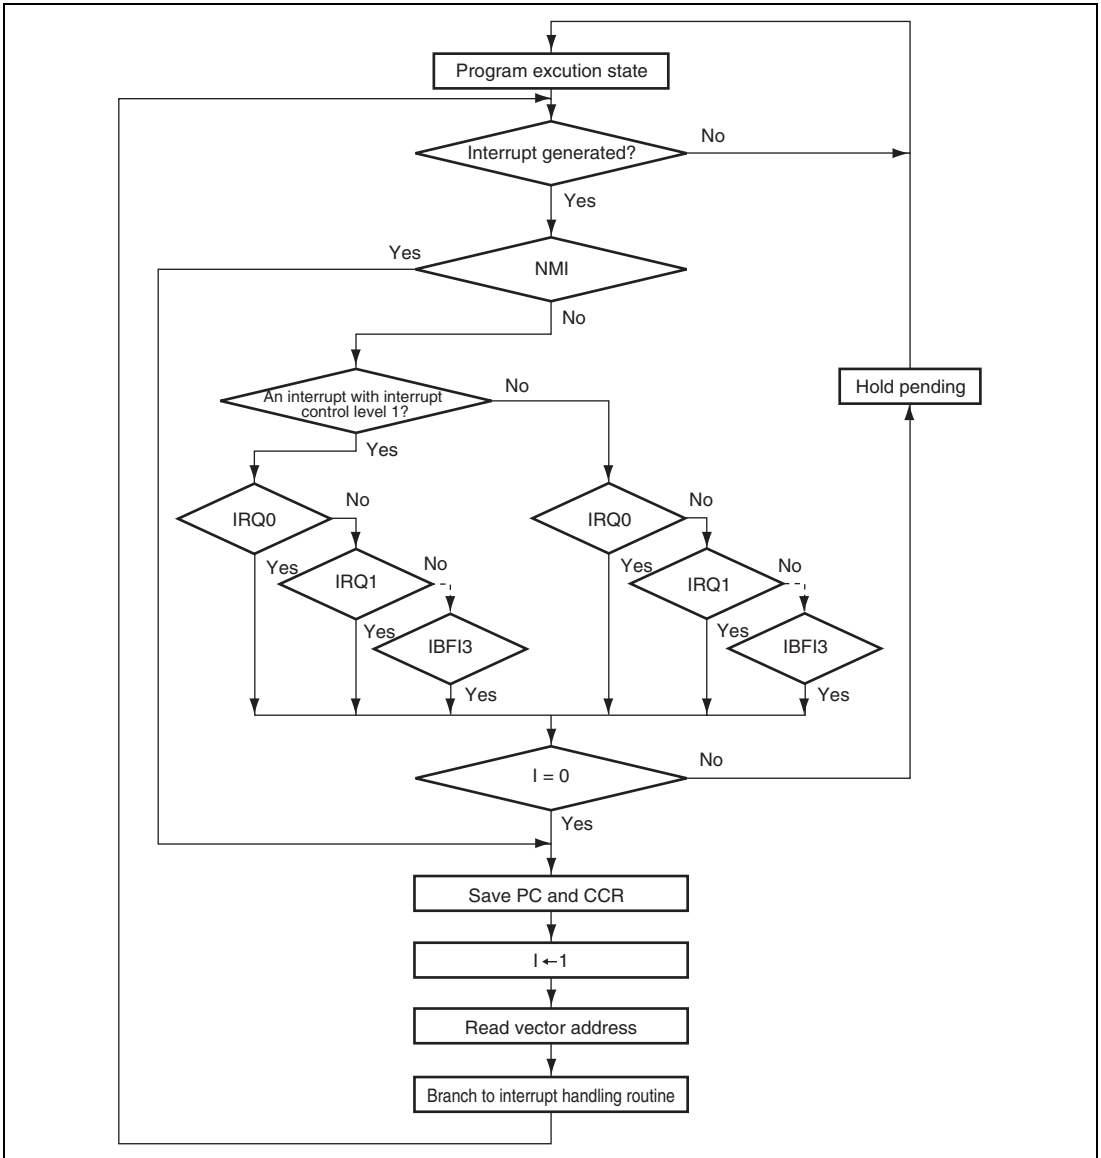 Program excution state
Interrupt generated?
No
Yes
Yes
NMI
No
An interrupt with interrupt
control level 1?
No
Hold pending
Yes
IRQ0
No
IRQ0
No
Yes
IRQ1
No
Yes
IRQ1
No
Yes
IBFI3
Yes
IBFI3
Yes
Yes
I = 0
No
Yes
Save PC and CCR
I ←1
Read vector address
Branch to interrupt handling routine